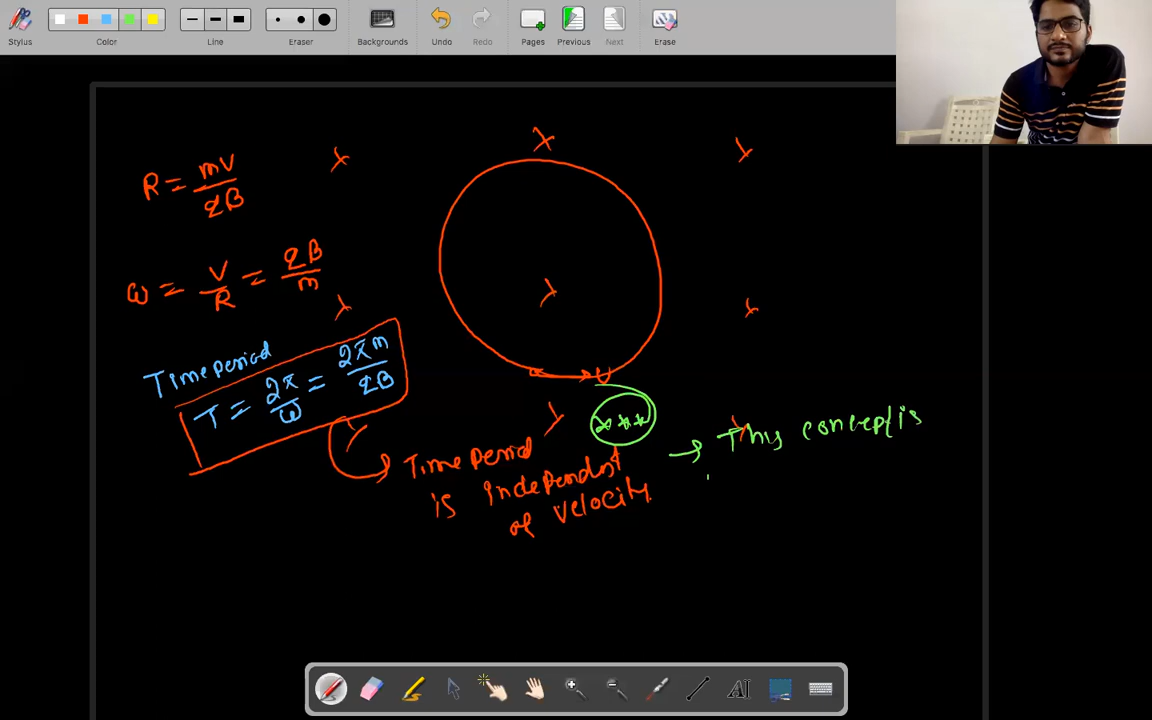 Stylus
Color
Line
Eraser
Backgrounds
Undo
Redo
Pages
Previous
Next
Erase
R = mV/qB
ω = V/R = qB/m
Time period
T = 2π/ω = 2πm/qB
V
***
Time Period
is independent
of velocity
→ This concept is